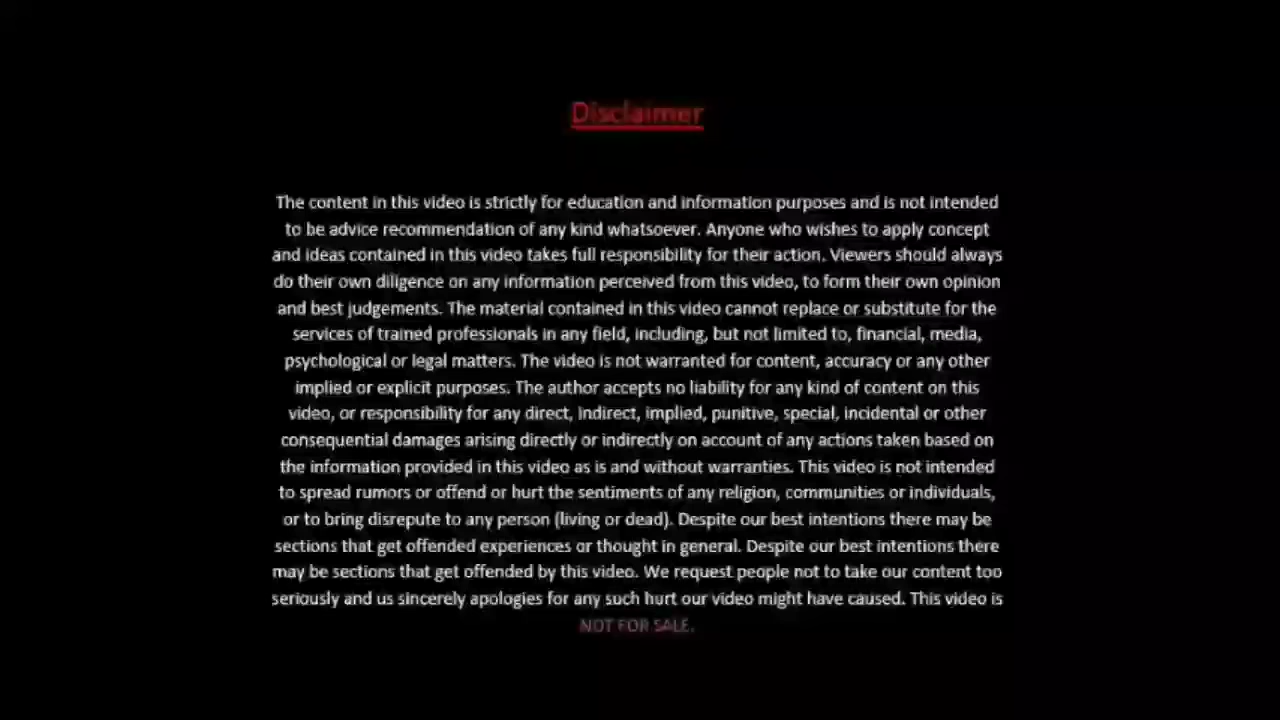 Disclaimer
The content in this video is strictly for education and information purposes and is not intended
to be advice recommendation of any kind whatsoever. Anyone who wishes to apply concept
and ideas contained in this video takes full responsibility for their action. Viewers should always
do their own diligence on any information perceived from this video, to form their own opinion
and best judgements. The material contained in this video cannot replace or substitute for the
services of trained professionals in any field, including, but not limited to, financial, media,
psychological or legal matters. The video is not warranted for content, accuracy or any other
implied or explicit purposes. The author accepts no liability for any kind of content on this
video, or responsibility for any direct, indirect, implied, punitive, special, incidental or other
consequential damages arising directly or indirectly on account of any actions taken based on
the information provided in this video as is and without warranties. This video is not intended
to spread rumors or offend or hurt the sentiments of any religion, communities or individuals,
or to bring disrepute to any person (living or dead). Despite our best intentions there may be
sections that get offended experiences or thought in general. Despite our best intentions there
may be sections that get offended by this video. We request people not to take our content too
seriously and us sincerely apologies for any such hurt our video might have caused. This video is
NOT FOR SALE.